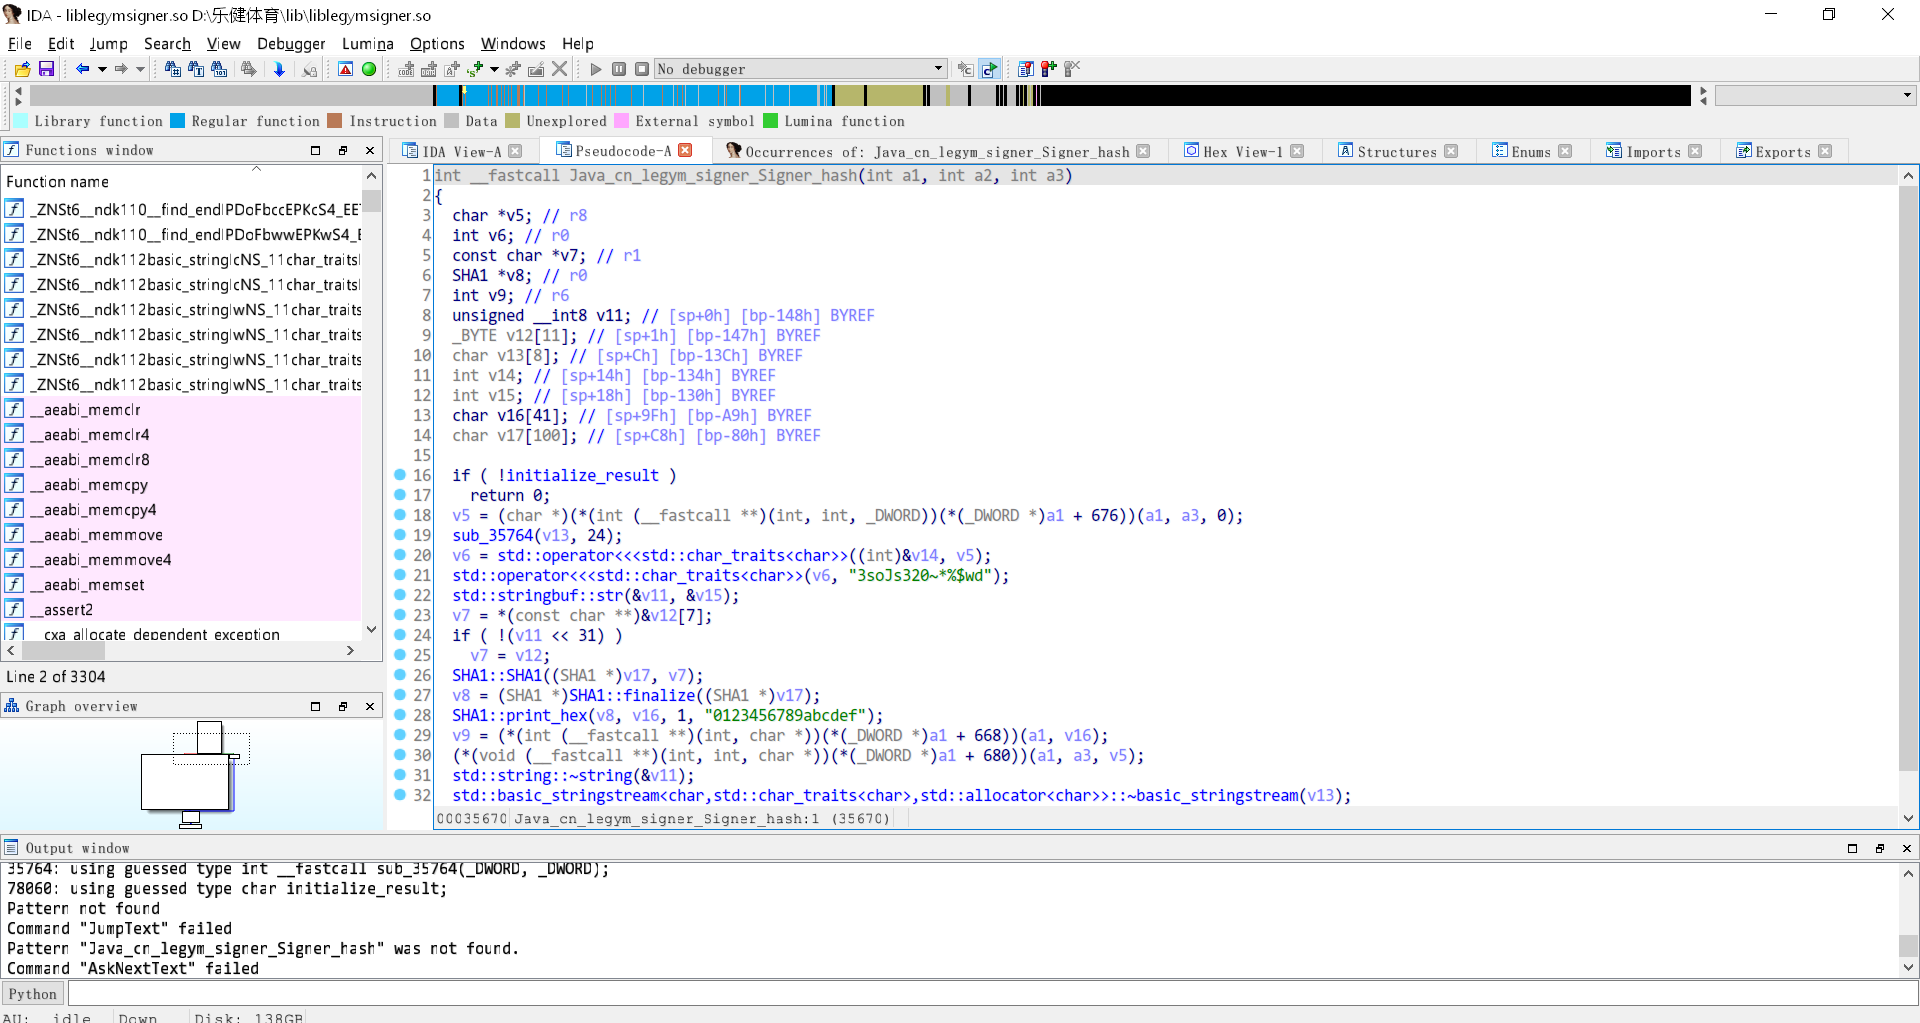 IDA - liblegymsigner.so D:\乐健体育\lib\liblegymsigner.so
File Edit Jump Search View Debugger Lumina Options Windows Help
No debugger
Library function Regular function Instruction Data Unexplored External symbol Lumina function
Functions window
Function name
_ZNSt6__ndk110__find_endIPDoFbccEPKcS4_EE
_ZNSt6__ndk110__find_endIPDoFbwwEPKwS4_E
_ZNSt6__ndk112basic_stringIcNS_11char_traits
_ZNSt6__ndk112basic_stringIcNS_11char_traits
_ZNSt6__ndk112basic_stringIwNS_11char_traits
_ZNSt6__ndk112basic_stringIwNS_11char_traits
_ZNSt6__ndk112basic_stringIwNS_11char_traits
_ZNSt6__ndk112basic_stringIwNS_11char_traits
__aeabi_memclr
__aeabi_memclr4
__aeabi_memclr8
__aeabi_memcpy
__aeabi_memcpy4
__aeabi_memmove
__aeabi_memmove4
__aeabi_memset
__assert2
__cxa_allocate_dependent_exception
Line 2 of 3304
Graph overview
IDA View-A Pseudocode-A Occurrences of: Java_cn_legym_signer_Signer_hash Hex View-1 Structures Enums Imports Exports
1 int __fastcall Java_cn_legym_signer_Signer_hash(int a1, int a2, int a3)
2 {
3 char *v5; // r8
4 int v6; // r0
5 const char *v7; // r1
6 SHA1 *v8; // r0
7 int v9; // r6
8 unsigned __int8 v11; // [sp+0h] [bp-148h] BYREF
9 _BYTE v12[11]; // [sp+1h] [bp-147h] BYREF
10 char v13[8]; // [sp+Ch] [bp-13Ch] BYREF
11 int v14; // [sp+14h] [bp-134h] BYREF
12 int v15; // [sp+18h] [bp-130h] BYREF
13 char v16[41]; // [sp+9Fh] [bp-A9h] BYREF
14 char v17[100]; // [sp+C8h] [bp-80h] BYREF
15
16 if ( !initialize_result )
17 return 0;
18 v5 = (char *)(*(int (__fastcall **)(int, int, _DWORD))(*(_DWORD *)a1 + 676))(a1, a3, 0);
19 sub_35764(v13, 24);
20 v6 = std::operator<<<std::char_traits<char>>((int)&v14, v5);
21 std::operator<<<std::char_traits<char>>(v6, "3soJs320~*%$wd");
22 std::stringbuf::str(&v11, &v15);
23 v7 = *(const char **)&v12[7];
24 if ( !(v11 << 31) )
25 v7 = v12;
26 SHA1::SHA1((SHA1 *)v17, v7);
27 v8 = (SHA1 *)SHA1::finalize((SHA1 *)v17);
28 SHA1::print_hex(v8, v16, 1, "0123456789abcdef");
29 v9 = (*(int (__fastcall **)(int, char *))(*(_DWORD *)a1 + 668))(a1, v16);
30 (*(void (__fastcall **)(int, int, char *))(*(_DWORD *)a1 + 680))(a1, a3, v5);
31 std::string::~string(&v11);
32 std::basic_stringstream<char,std::char_traits<char>,std::allocator<char>>::~basic_stringstream(v13);
00035670 Java_cn_legym_signer_Signer_hash:1 (35670)
Output window
35764: using guessed type int __fastcall sub_35764(_DWORD, _DWORD);
78060: using guessed type char initialize_result;
Pattern not found
Command "JumpText" failed
Pattern "Java_cn_legym_signer_Signer_hash" was not found.
Command "AskNextText" failed
Python
AU: idle Down Disk: 138GB